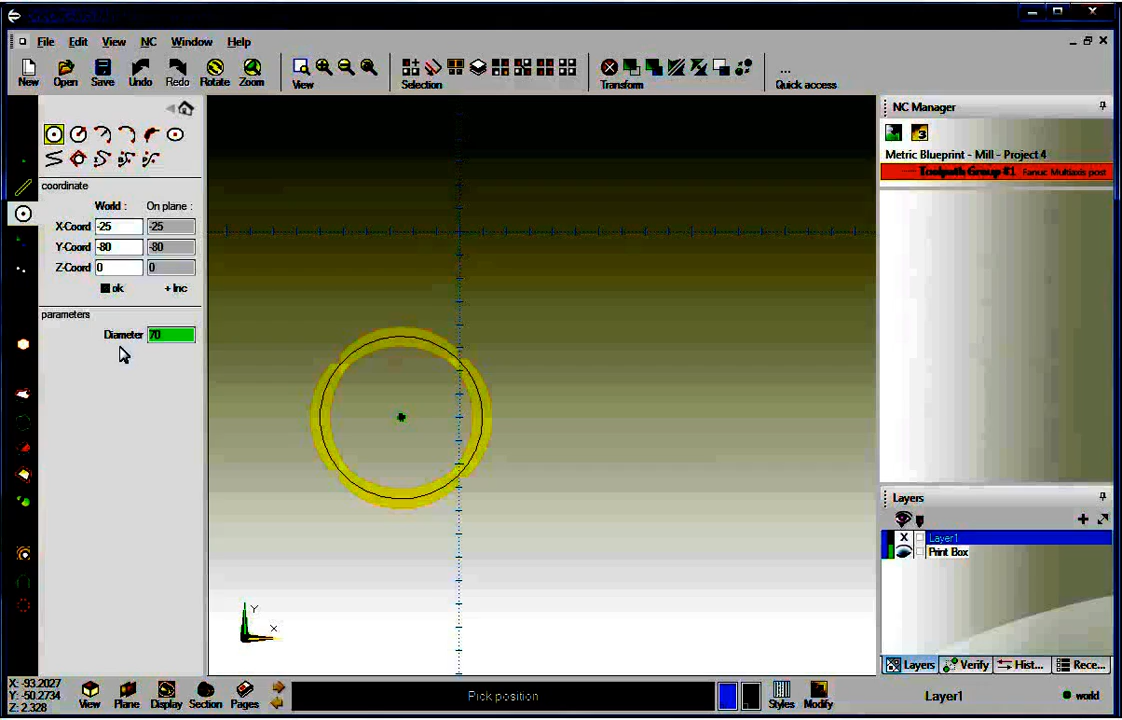 File Edit View NC Window Help
New Open Save Undo Redo Rotate Zoom View Selection Transform ... Quick access
NC Manager
Metric Blueprint - Mill - Project 4
Toolpath Group #1 Fanuc Multiaxis post
coordinate
World : On plane :
X-Coord -25 -25
Y-Coord -80 -80
Z-Coord 0 0
ok + Inc
parameters
Diameter 70
Y
X
Layers
X Layer1
Print Box
Layers Verify Hist... Rece...
X: -93.2027
Y: -50.2734
Z: 2.328
View Plane Display Section Pages
Pick position
Styles Modify
Layer1
world